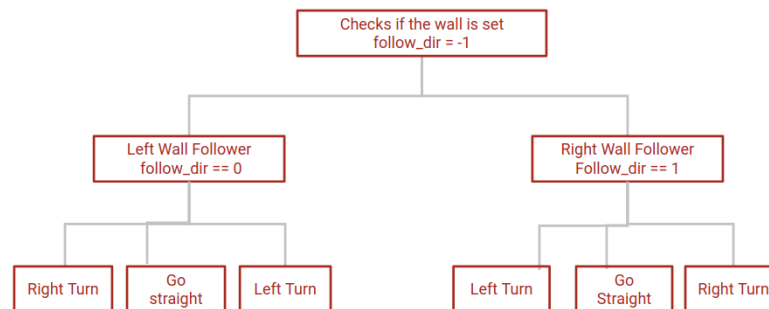 Checks if the wall is set
follow_dir = -1
Left Wall Follower
follow_dir == 0
Right Wall Follower
Follow_dir == 1
Right Turn
Go
straight
Left Turn
Left Turn
Go
Straight
Right Turn